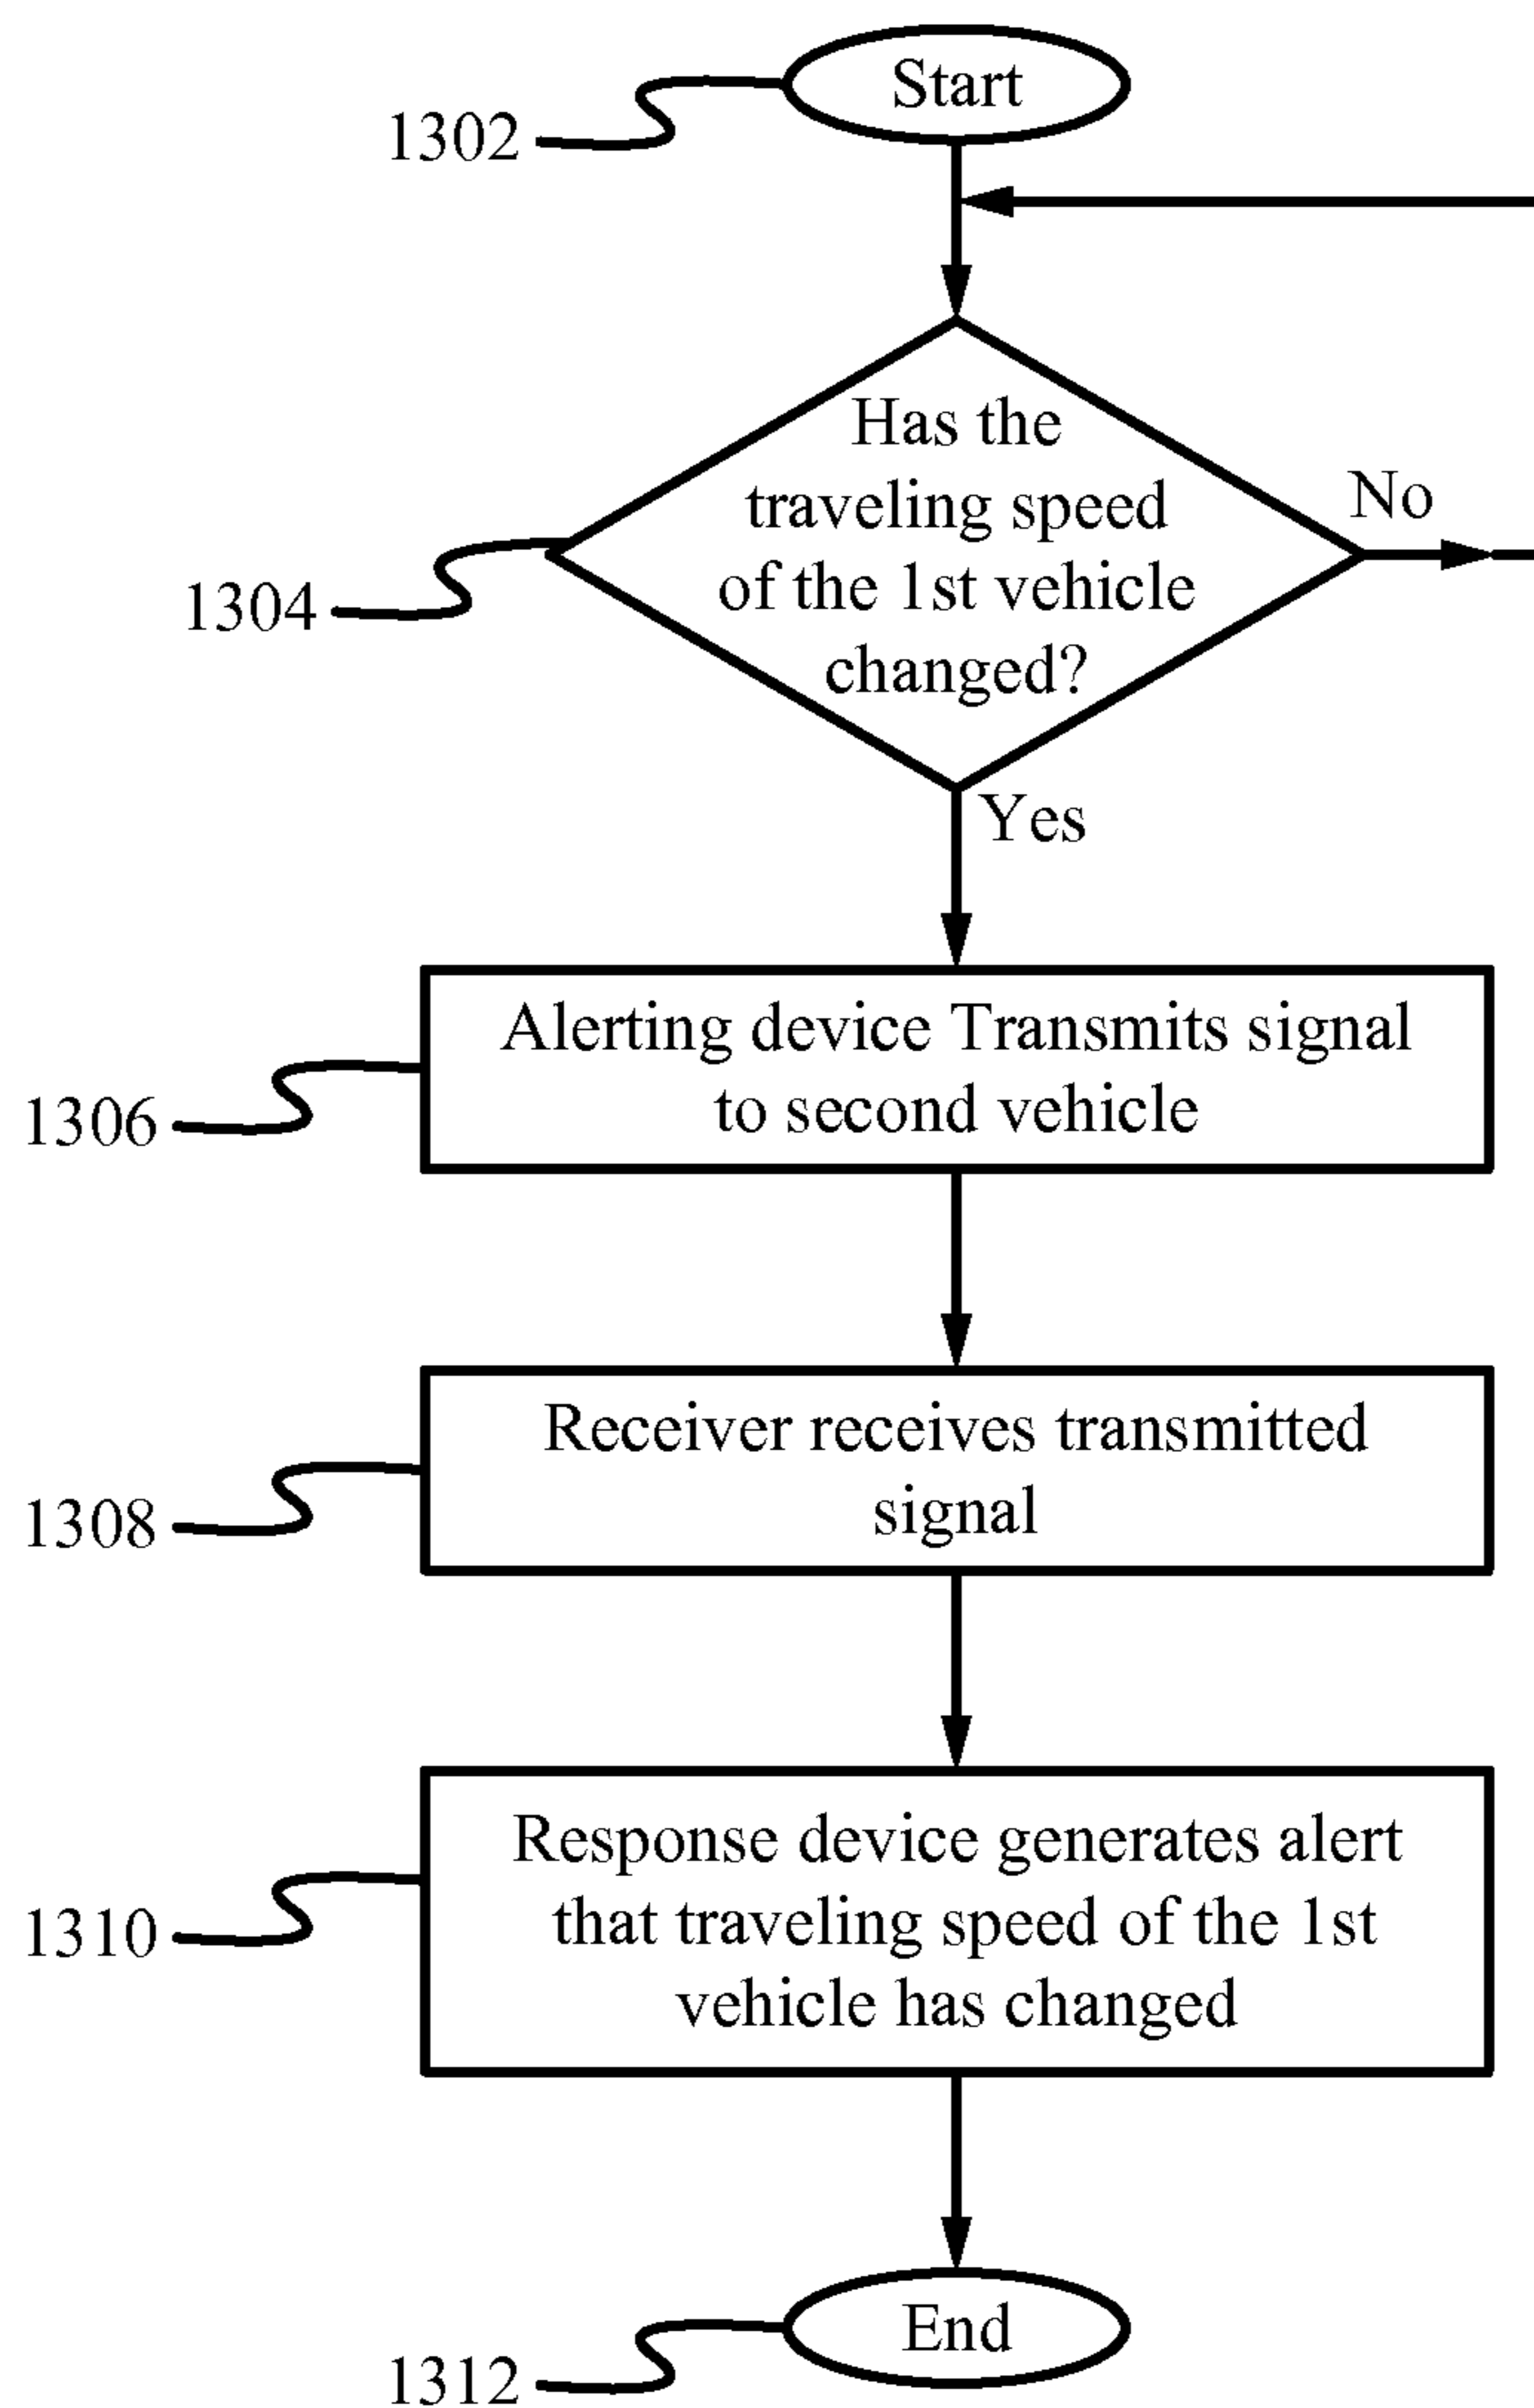 Start
1302
Has the
traveling speed
of the 1st vehicle
changed?
No
1304
Yes
Alerting device Transmits signal
to second vehicle
1306
Receiver receives transmitted
signal
1308
Response device generates alert
that traveling speed of the 1st
vehicle has changed
1310
End
1312